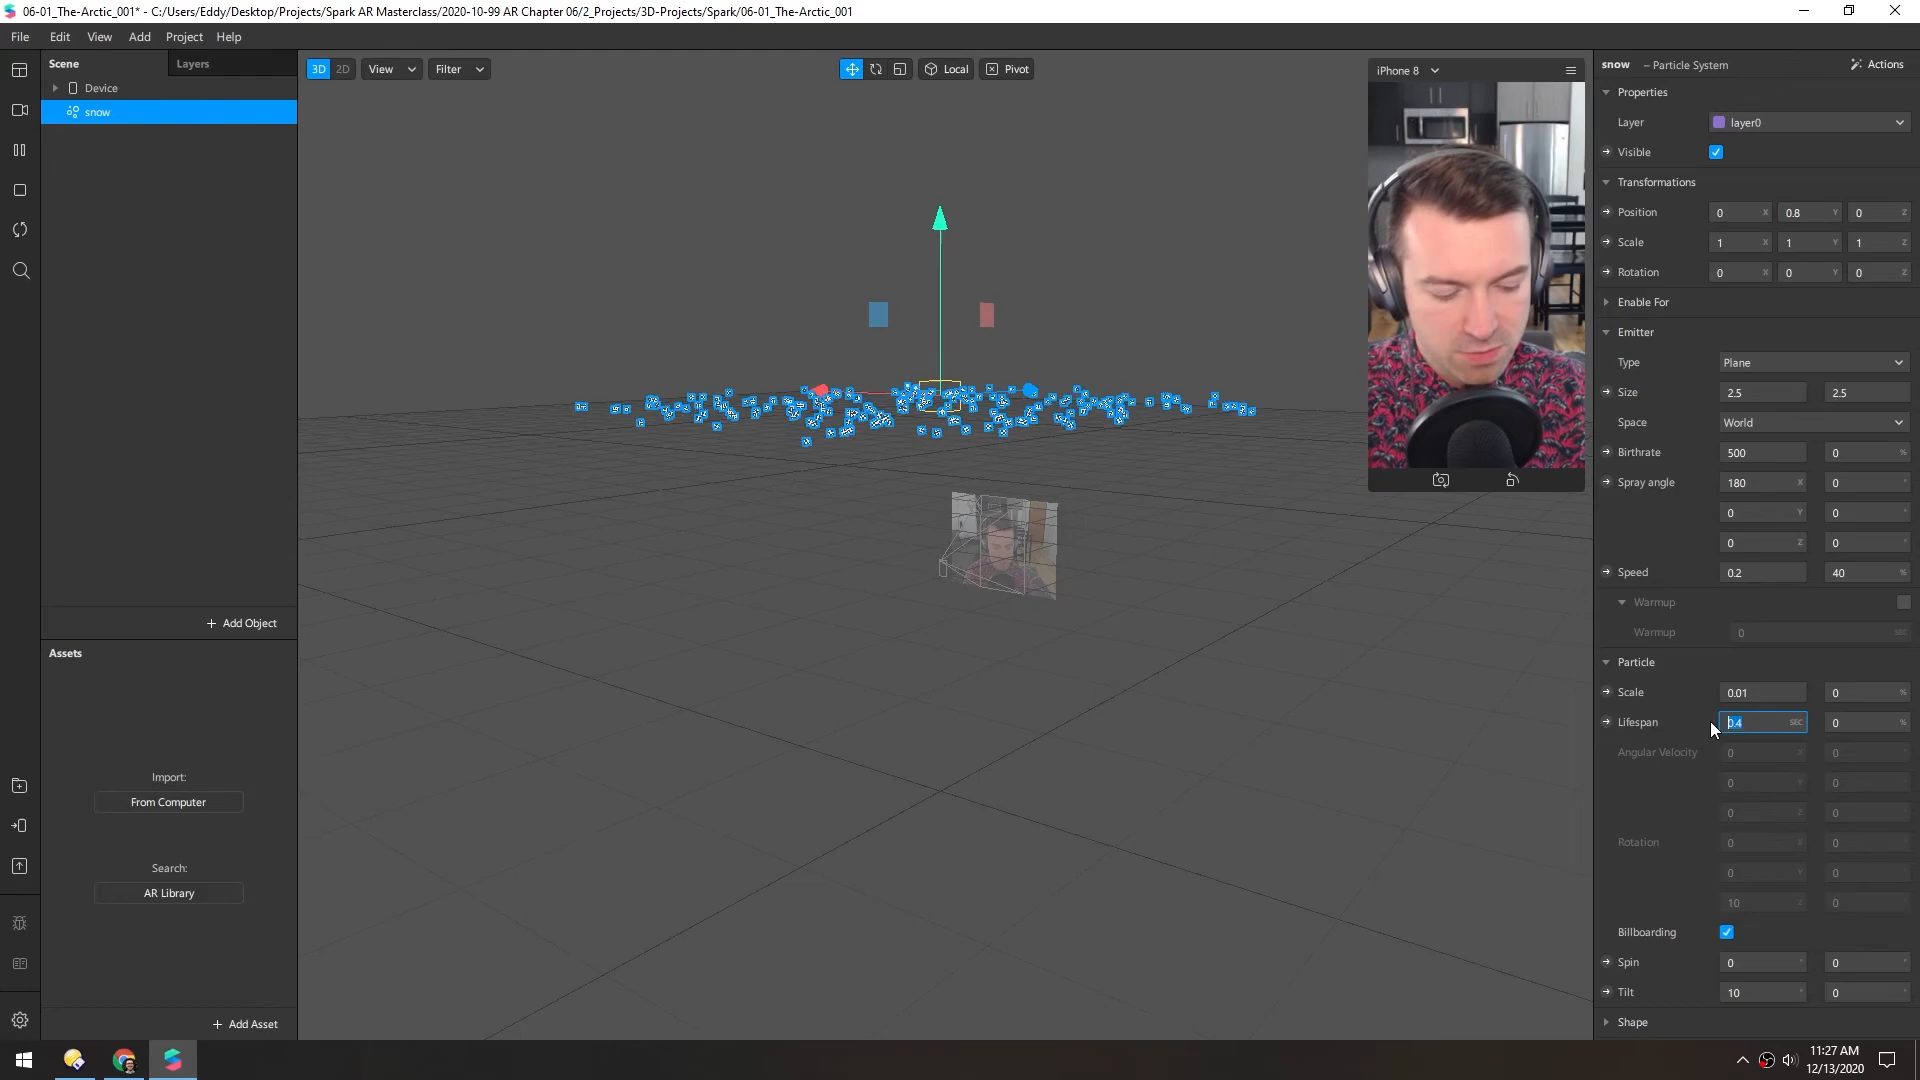 06-01_The-Arctic_001* - C:/Users/Eddy/Desktop/Projects/Spark AR Masterclass/2020-10-99 AR Chapter 06/2_Projects/3D-Projects/Spark/06-01_The-Arctic_001
File Edit View Add Project Help
Scene Layers
Device
snow
Add Object
Assets
Import:
From Computer
Search:
AR Library
Add Asset
3D 2D View Filter Local Pivot
iPhone 8
snow – Particle System Actions
Properties
Layer layer0
Visible
Transformations
Position 0 X 0.8 Y 0 Z
Scale 1 X 1 Y 1 Z
Rotation 0 X 0 Y 0 Z
Enable For
Emitter
Type Plane
Size 2.5 2.5
Space World
Birthrate 500 0 %
Spray angle 180 X 0 °
0 Y 0 °
0 Z 0 °
Speed 0.2 40 %
Warmup
Warmup 0 SEC
Particle
Scale 0.01 0 %
Lifespan 0.4 SEC 0 %
Angular Velocity 0 X 0 °
0 Y 0 °
0 Z 0 °
Rotation 0 X 0 °
0 Y 0 °
10 Z 0 °
Billboarding
Spin 0 ° 0 °
Tilt 10 ° 0 °
Shape
11:27 AM
12/13/2020